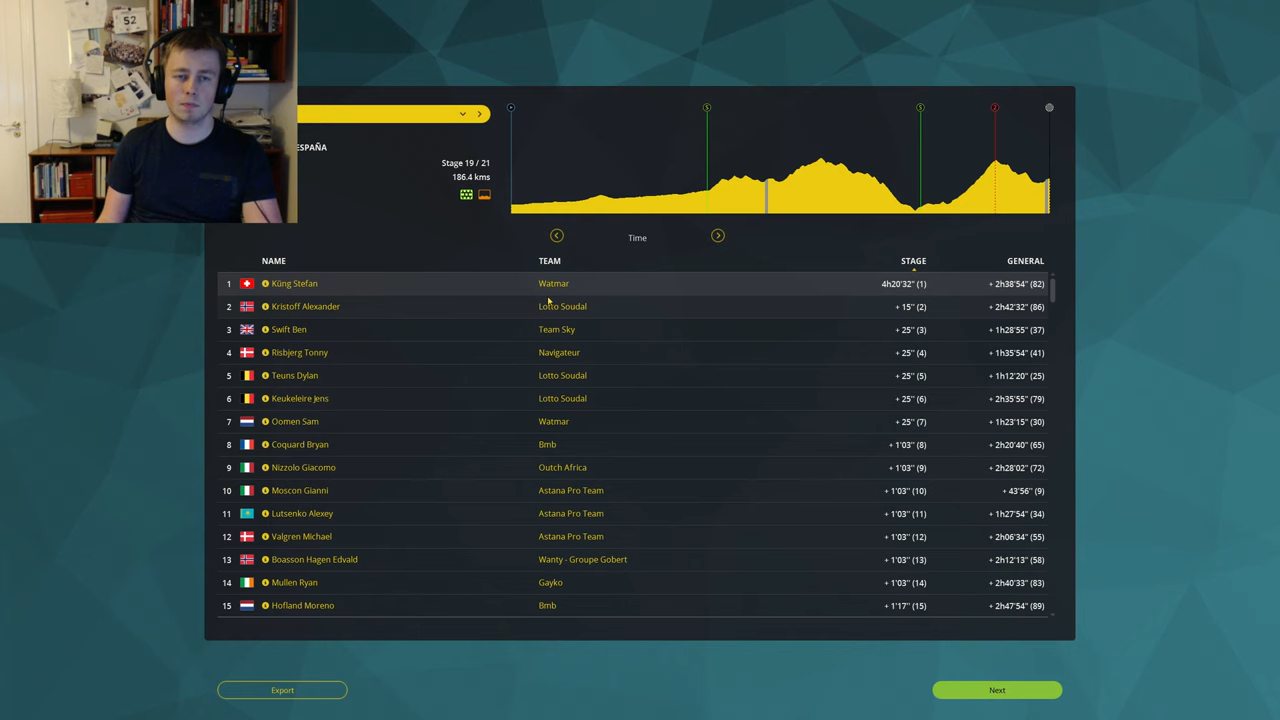 52
S
S
2
ESPAÑA
Stage 19 / 21
186.4 kms
Time
NAME TEAM STAGE GENERAL
1 Küng Stefan Watmar 4h20'32'' (1) + 2h38'54'' (82)
2 Kristoff Alexander Lotto Soudal + 15'' (2) + 2h42'32'' (86)
3 Swift Ben Team Sky + 25'' (3) + 1h28'55'' (37)
4 Risbjerg Tonny Navigateur + 25'' (4) + 1h35'54'' (41)
5 Teuns Dylan Lotto Soudal + 25'' (5) + 1h12'20'' (25)
6 Keukeleire Jens Lotto Soudal + 25'' (6) + 2h35'55'' (79)
7 Oomen Sam Watmar + 25'' (7) + 1h23'15'' (30)
8 Coquard Bryan Bmb + 1'03'' (8) + 2h20'40'' (65)
9 Nizzolo Giacomo Outch Africa + 1'03'' (9) + 2h28'02'' (72)
10 Moscon Gianni Astana Pro Team + 1'03'' (10) + 43'56'' (9)
11 Lutsenko Alexey Astana Pro Team + 1'03'' (11) + 1h27'54'' (34)
12 Valgren Michael Astana Pro Team + 1'03'' (12) + 2h06'34'' (55)
13 Boasson Hagen Edvald Wanty - Groupe Gobert + 1'03'' (13) + 2h12'13'' (58)
14 Mullen Ryan Gayko + 1'03'' (14) + 2h40'33'' (83)
15 Hofland Moreno Bmb + 1'17'' (15) + 2h47'54'' (89)
Export
Next